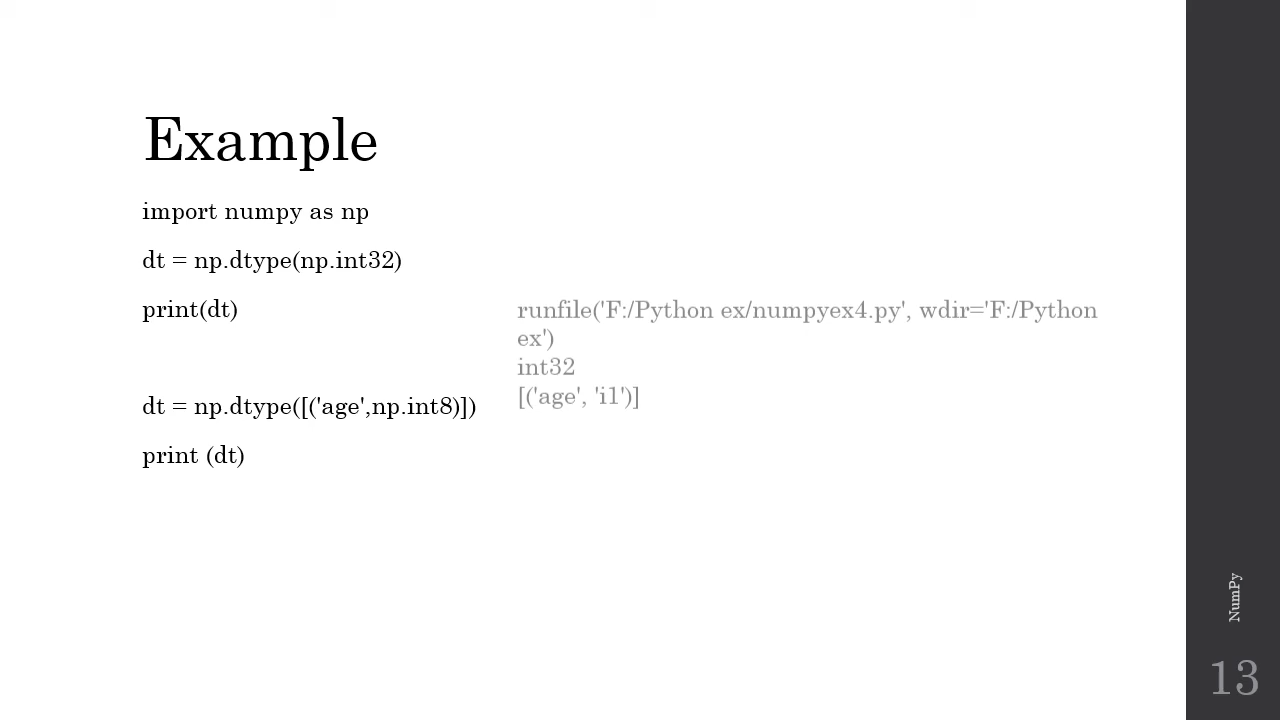 Example
import numpy as np
dt = np.dtype(np.int32)
print(dt)
dt = np.dtype([('age',np.int8)])
print (dt)
runfile('F:/Python ex/numpyex4.py', wdir='F:/Python
ex')
int32
[('age', 'i1')]
NumPy
13